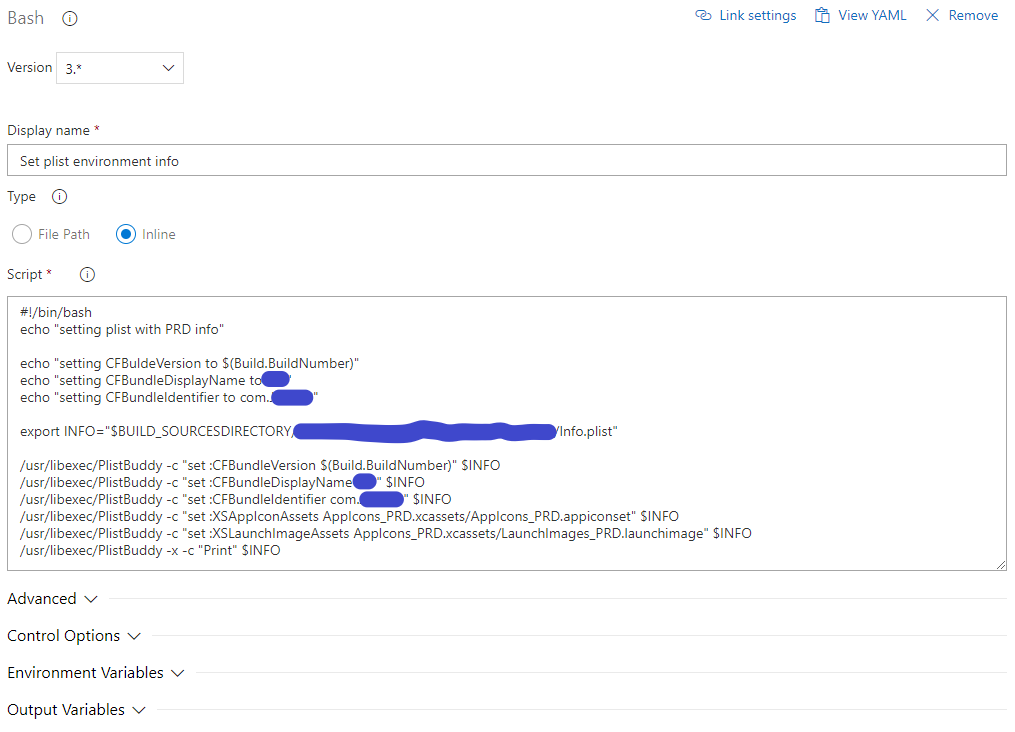 Bash
Link settings
View YAML
Remove
Version
3.*
Display name *
Set plist environment info
Type
File Path
Inline
Script *
#!/bin/bash
echo "setting plist with PRD info"
echo "setting CFBuldeVersion to $(Build.BuildNumber)"
echo "setting CFBundleDisplayName to
echo "setting CFBundleIdentifier to com. "
export INFO="$BUILD_SOURCESDIRECTORY/ /Info.plist"
/usr/libexec/PlistBuddy -c "set :CFBundleVersion $(Build.BuildNumber)" $INFO
/usr/libexec/PlistBuddy -c "set :CFBundleDisplayName " $INFO
/usr/libexec/PlistBuddy -c "set :CFBundleIdentifier com. " $INFO
/usr/libexec/PlistBuddy -c "set :XSAppIconAssets AppIcons_PRD.xcassets/AppIcons_PRD.appiconset" $INFO
/usr/libexec/PlistBuddy -c "set :XSLaunchImageAssets AppIcons_PRD.xcassets/LaunchImages_PRD.launchimage" $INFO
/usr/libexec/PlistBuddy -x -c "Print" $INFO
Advanced
Control Options
Environment Variables
Output Variables